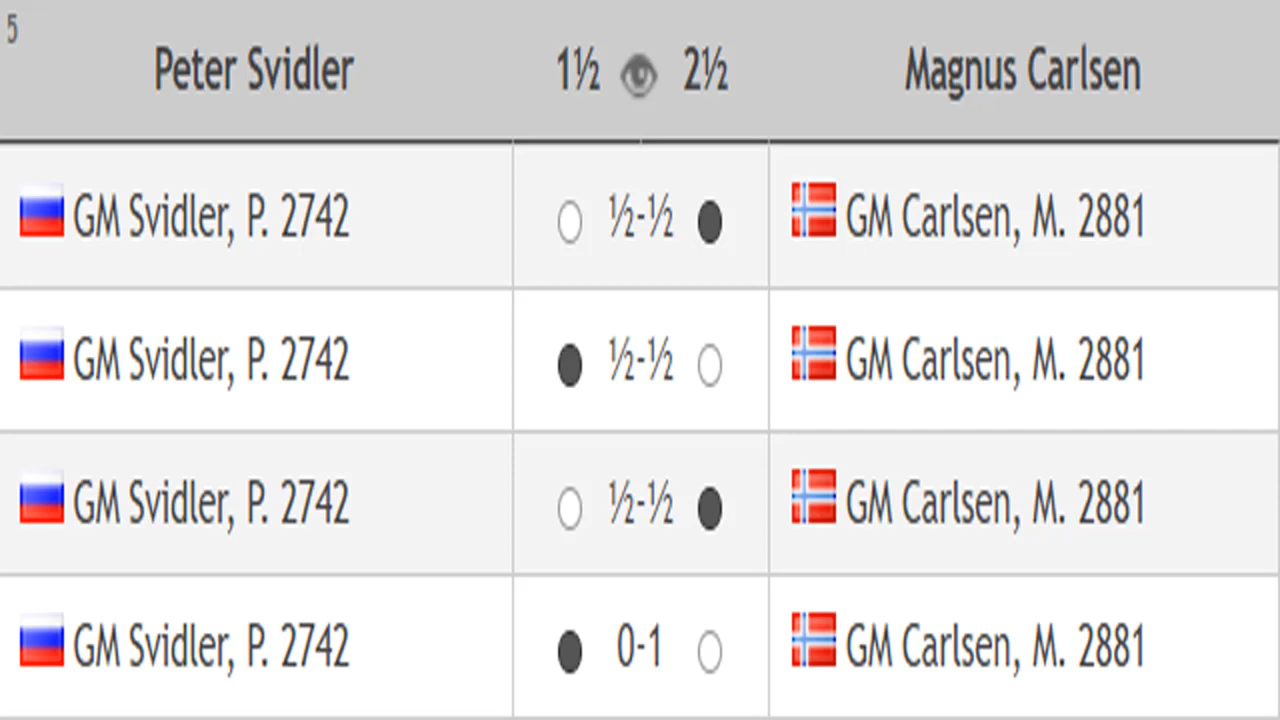 5
Peter Svidler 1½ 2½ Magnus Carlsen
GM Svidler, P. 2742 ½-½ GM Carlsen, M. 2881
GM Svidler, P. 2742 ½-½ GM Carlsen, M. 2881
GM Svidler, P. 2742 ½-½ GM Carlsen, M. 2881
GM Svidler, P. 2742 0-1 GM Carlsen, M. 2881